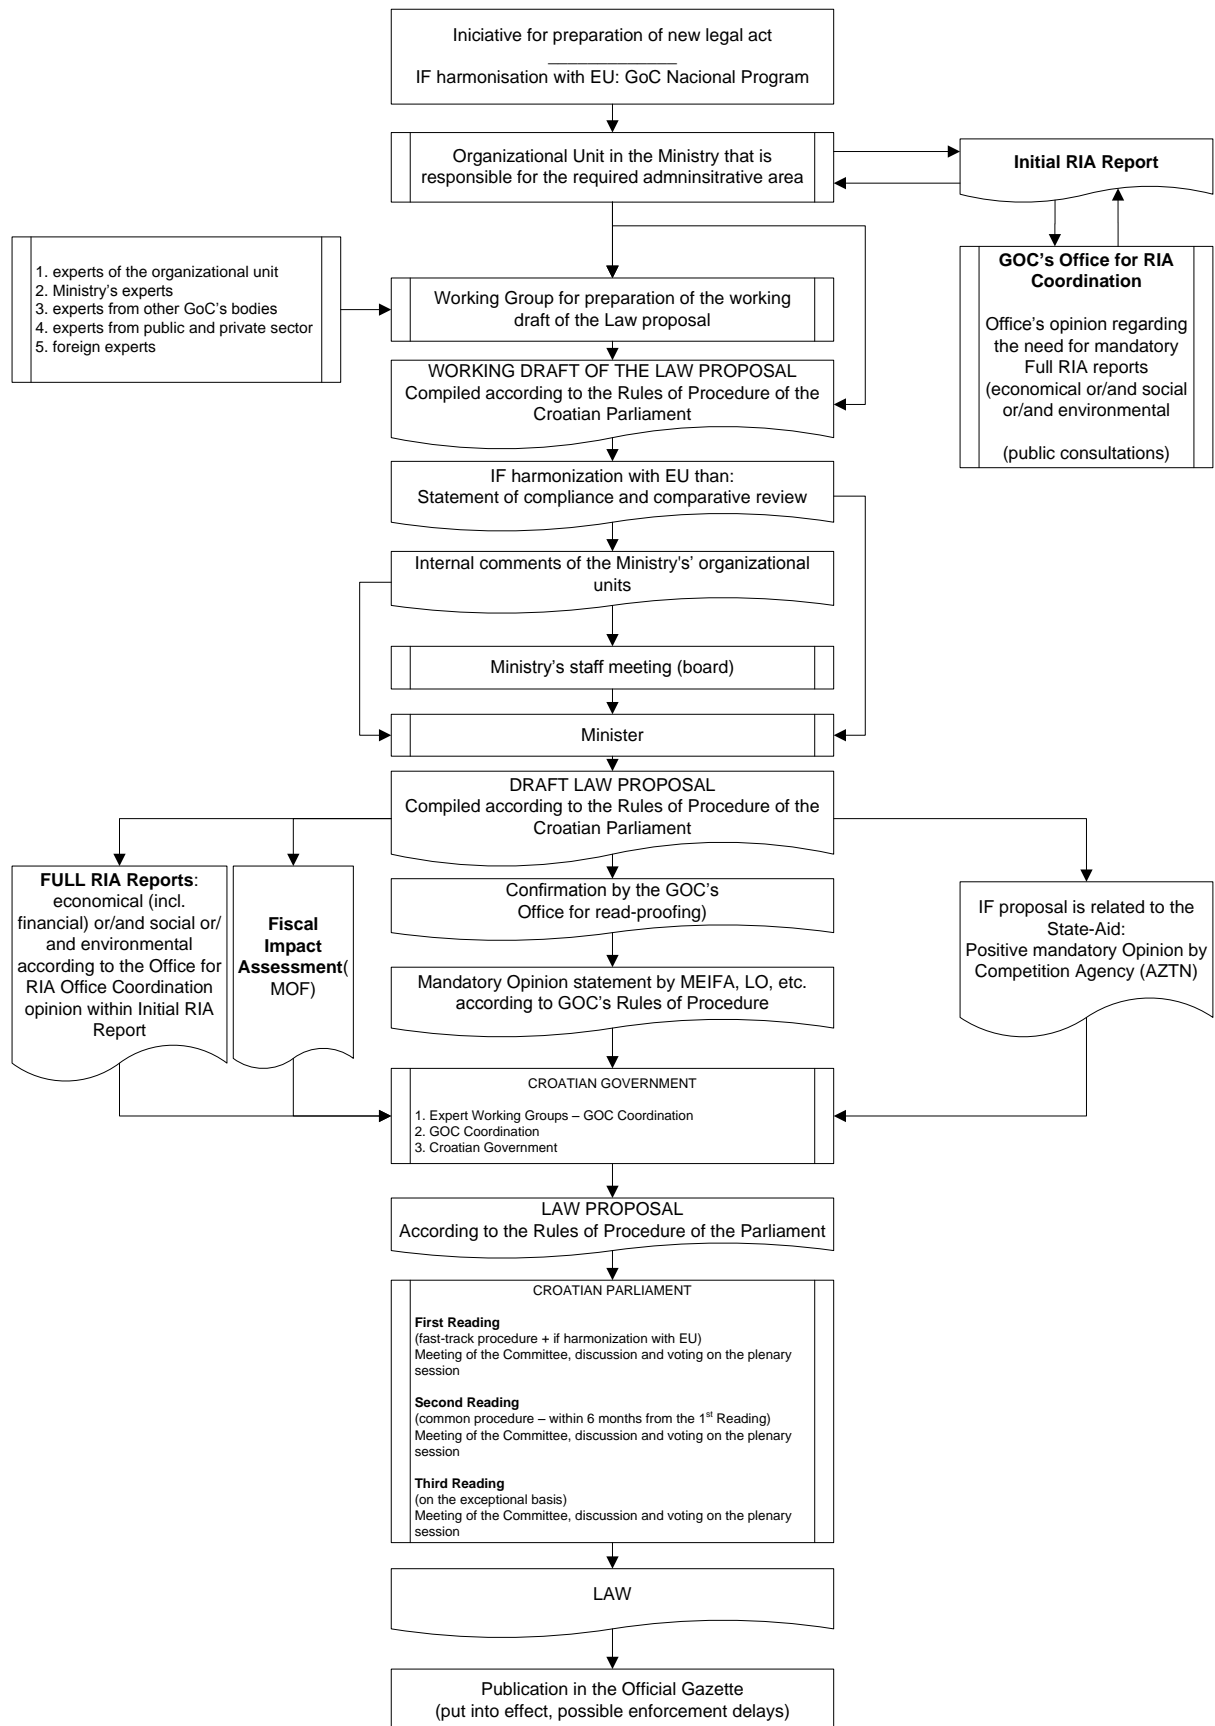 Iniciative for preparation of new legal act
_____________
IF harmonisation with EU: GoC Nacional Program
Organizational Unit in the Ministry that is
responsible for the required admninsitrative area
Initial RIA Report
1. experts of the organizational unit
2. Ministry's experts
3. experts from other GoC's bodies
4. experts from public and private sector
5. foreign experts
Working Group for preparation of the working
draft of the Law proposal
GOC's Office for RIA
Coordination
Office's opinion regarding
the need for mandatory
Full RIA reports
(economical or/and social
or/and environmental
(public consultations)
WORKING DRAFT OF THE LAW PROPOSAL
Compiled according to the Rules of Procedure of the
Croatian Parliament
IF harmonization with EU than:
Statement of compliance and comparative review
Internal comments of the Ministry's' organizational
units
Ministry's staff meeting (board)
Minister
DRAFT LAW PROPOSAL
Compiled according to the Rules of Procedure of the
Croatian Parliament
FULL RIA Reports:
economical (incl.
financial) or/and social or/
and environmental
according to the Office for
RIA Office Coordination
opinion within Initial RIA
Report
Fiscal
Impact
Assessment(
MOF)
Confirmation by the GOC's
Office for read-proofing)
IF proposal is related to the
State-Aid:
Positive mandatory Opinion by
Competition Agency (AZTN)
Mandatory Opinion statement by MEIFA, LO, etc.
according to GOC's Rules of Procedure
CROATIAN GOVERNMENT
1. Expert Working Groups – GOC Coordination
2. GOC Coordination
3. Croatian Government
LAW PROPOSAL
According to the Rules of Procedure of the Parliament
CROATIAN PARLIAMENT
First Reading
(fast-track procedure + if harmonization with EU)
Meeting of the Committee, discussion and voting on the plenary
session
Second Reading
(common procedure – within 6 months from the 1st Reading)
Meeting of the Committee, discussion and voting on the plenary
session
Third Reading
(on the exceptional basis)
Meeting of the Committee, discussion and voting on the plenary
session
LAW
Publication in the Official Gazette
(put into effect, possible enforcement delays)